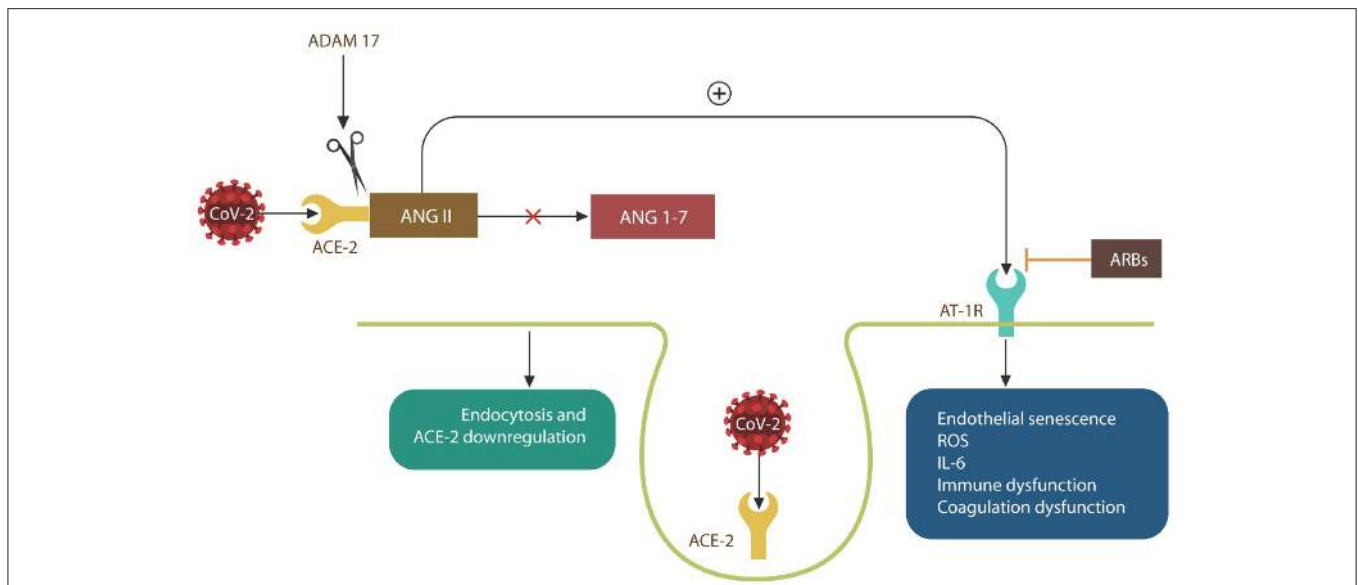 ADAM 17
CoV-2
ACE-2
ANG II
ANG 1-7
ARBs
AT-1R
Endocytosis and
ACE-2 downregulation
CoV-2
ACE-2
Endothelial senescence
ROS
IL-6
Immune dysfunction
Coagulation dysfunction